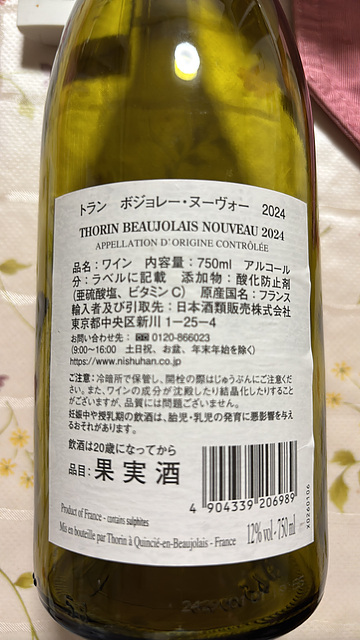 トラン ボジョレー・ヌーヴォー 2024
THORIN BEAUJOLAIS NOUVEAU 2024
APPELLATION D'ORIGINE CONTRÔLÉE
品名：ワイン 内容量：750ml アルコール
分：ラベルに記載 添加物：酸化防止剤
（亜硫酸塩、ビタミンC） 原産国名：フランス
輸入者及び引取先：日本酒類販売株式会社
東京都中央区新川 1－25－4
お問い合わせ先： 0120-866023
（9:00～16:00 土日祝、お盆、年末年始を除く）
https://www.nishuhan.co.jp
ご注意：冷暗所で保管し、開栓の際はじゅうぶんにご注意くだ
さい。また、ワインの成分が沈殿したり結晶化したりすること
がございますが、品質には問題ございません。
妊娠中や授乳期の飲酒は、胎児・乳児の発育に悪影響を与え
るおそれがあります。
飲酒は20歳になってから
品目：果実酒
4 904339 206989
X0260106
Product of France - contains sulphites
Mis en bouteille par Thorin à Quincié-en-Beaujolais - France
12% vol - 750 ml